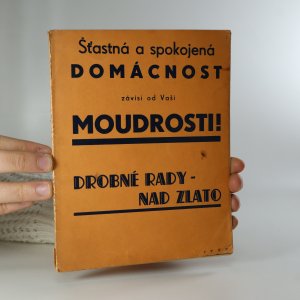 Šťastná a spokojená
DOMÁCNOST
závisí od Vaší
MOUDROSTI!!
DROBNÉ RADY -
NAD ZLATO